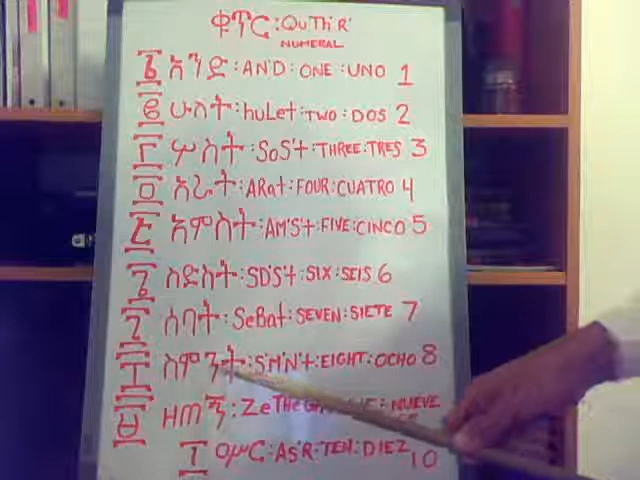 ቁጥር:QuThR
NUMERAL
፩ አንድ:AN'D:ONE:UNO 1
፪ ሁለት:huLet:TWO:DOS 2
፫ ሦስት:SoS't:THREE:TRES 3
፬ አራት:ARat:FOUR:CUATRO 4
፭ አምስት:AM'S't:FIVE:CINCO 5
፮ ስድስት:SD'S't:SIX:SEIS 6
፯ ሰባት:SeBat:SEVEN:SIETE 7
፰ ስምንት:S'M'N't:EIGHT:OCHO 8
፱ ዘጠኝ: NUEVE
፲ ዐሥር:AS'R:TEN:DIEZ 10